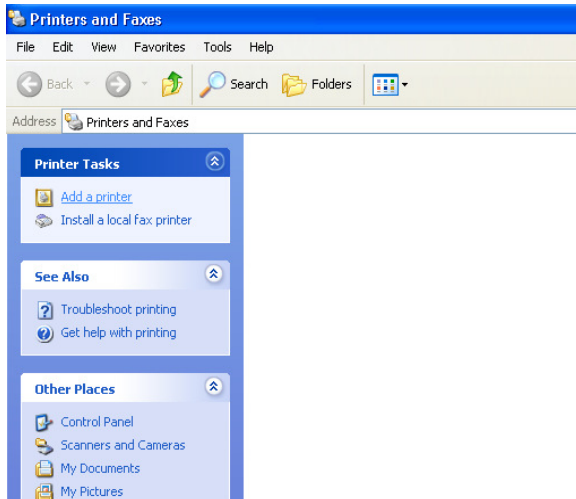 Printers and Faxes
File Edit View Favorites Tools Help
Back Search Folders
Address Printers and Faxes
Printer Tasks
Add a printer
Install a local fax printer
See Also
Troubleshoot printing
Get help with printing
Other Places
Control Panel
Scanners and Cameras
My Documents
My Pictures